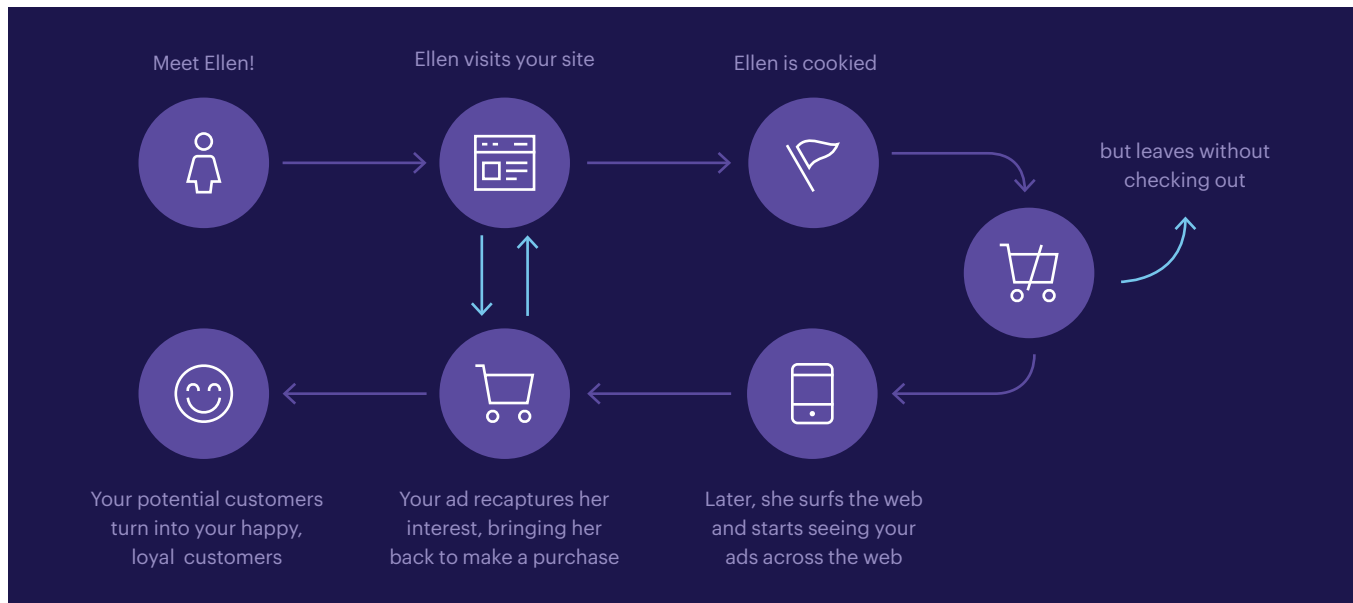 Meet Ellen!
Ellen visits your site
Ellen is cookied
but leaves without
checking out
Your potential customers
turn into your happy,
loyal customers
Your ad recaptures her
interest, bringing her
back to make a purchase
Later, she surfs the web
and starts seeing your
ads across the web